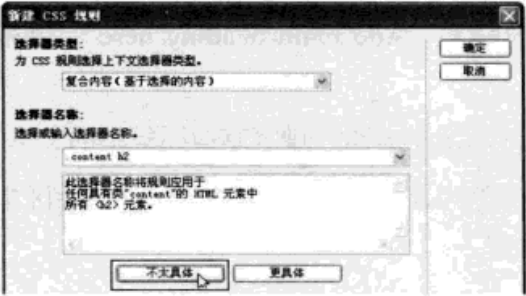 新建 CSS 规则
选择器类型:
为 CSS 规则选择上下文选择器类型。
复合内容(基于选择的内容)
确定
取消
选择器名称:
选择或输入选择器名称。
.content h2
此选择器名称将规则应用于
任何具有类“content”的 HTML 元素中
所有 <h2> 元素。
不太具体
更具体